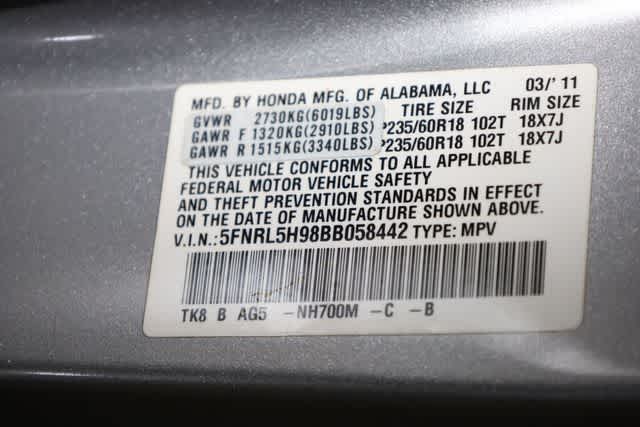 MFD. BY HONDA MFG. OF ALABAMA, LLC 03/'11
GVWR 2730KG(6019LBS) TIRE SIZE RIM SIZE
GAWR F 1320KG(2910LBS) P235/60R18 102T 18X7J
GAWR R 1515KG(3340LBS) P235/60R18 102T 18X7J
THIS VEHICLE CONFORMS TO ALL APPLICABLE
FEDERAL MOTOR VEHICLE SAFETY
AND THEFT PREVENTION STANDARDS IN EFFECT
ON THE DATE OF MANUFACTURE SHOWN ABOVE.
V.I.N.:5FNRL5H98BB058442 TYPE: MPV
TK8 B AG5 -NH700M -C -B